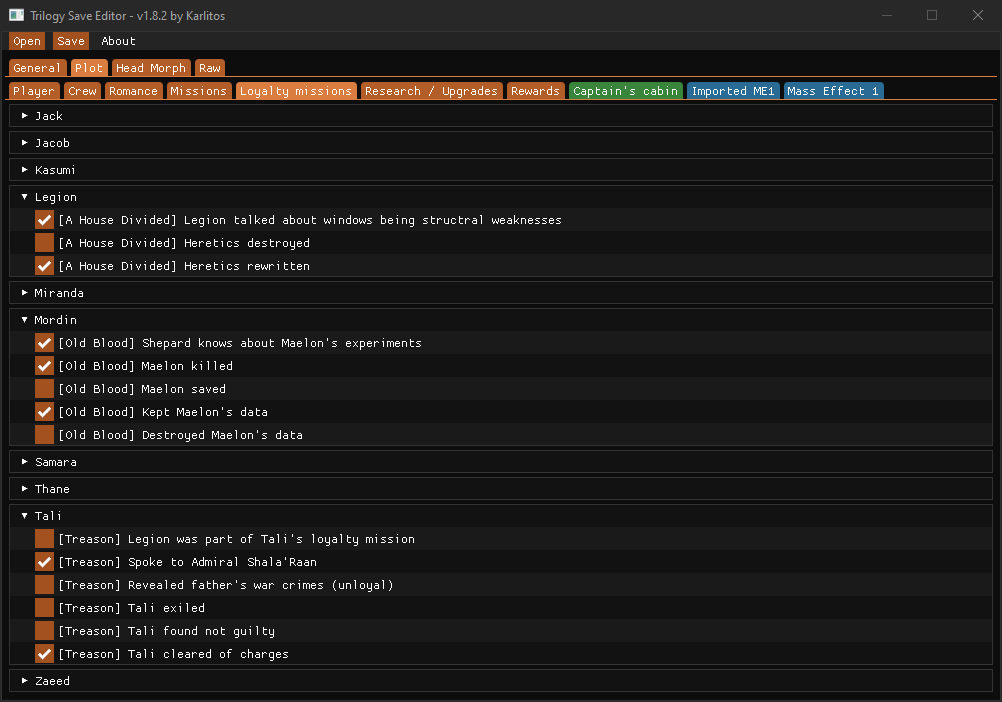 Trilogy Save Editor - v1.8.2 by Karlitos
Open Save About
General Plot Head Morph Raw
Player Crew Romance Missions Loyalty missions Research / Upgrades Rewards Captain's cabin Imported ME1 Mass Effect 1
Jack
Jacob
Kasumi
Legion
[A House Divided] Legion talked about windows being structral weaknesses
[A House Divided] Heretics destroyed
[A House Divided] Heretics rewritten
Miranda
Mordin
[Old Blood] Shepard knows about Maelon's experiments
[Old Blood] Maelon killed
[Old Blood] Maelon saved
[Old Blood] Kept Maelon's data
[Old Blood] Destroyed Maelon's data
Samara
Thane
Tali
[Treason] Legion was part of Tali's loyalty mission
[Treason] Spoke to Admiral Shala'Raan
[Treason] Revealed father's war crimes (unloyal)
[Treason] Tali exiled
[Treason] Tali found not guilty
[Treason] Tali cleared of charges
Zaeed